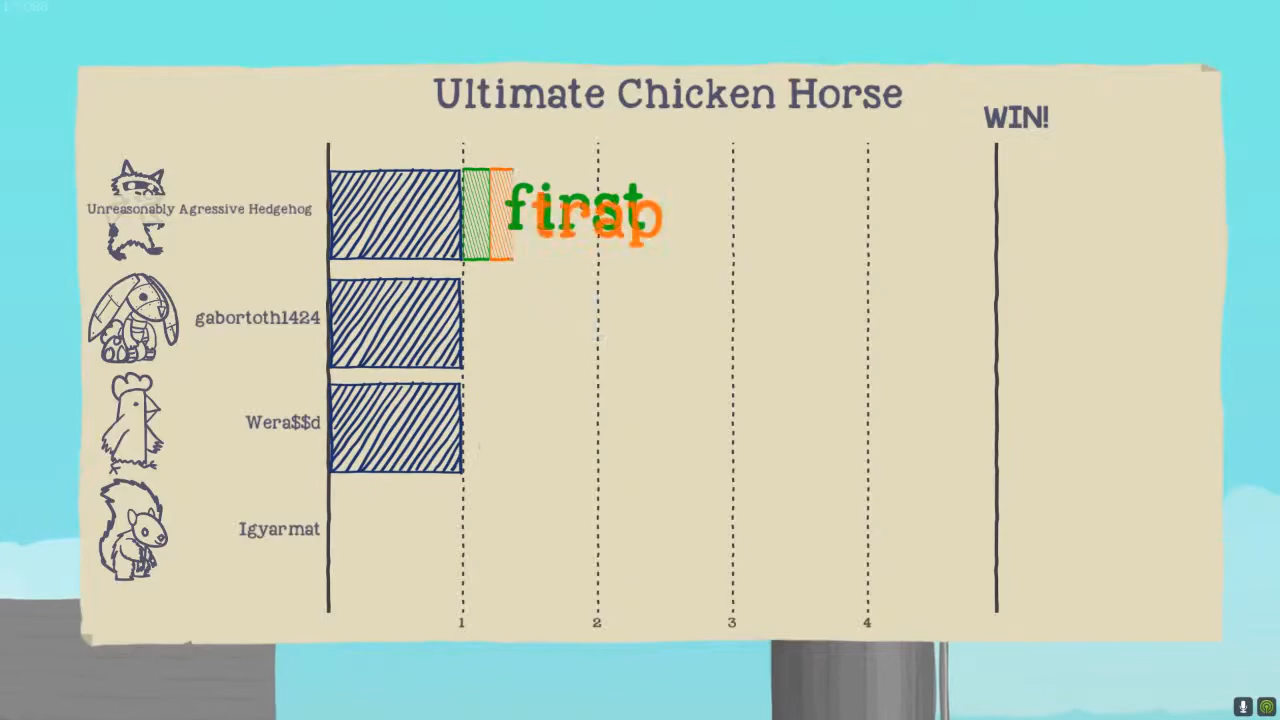 Ultimate Chicken Horse
WIN!
Unreasonably Agressive Hedgehog
first
trap
gabortoth1424
Wera$$d
Igyarmat
1 2 3 4